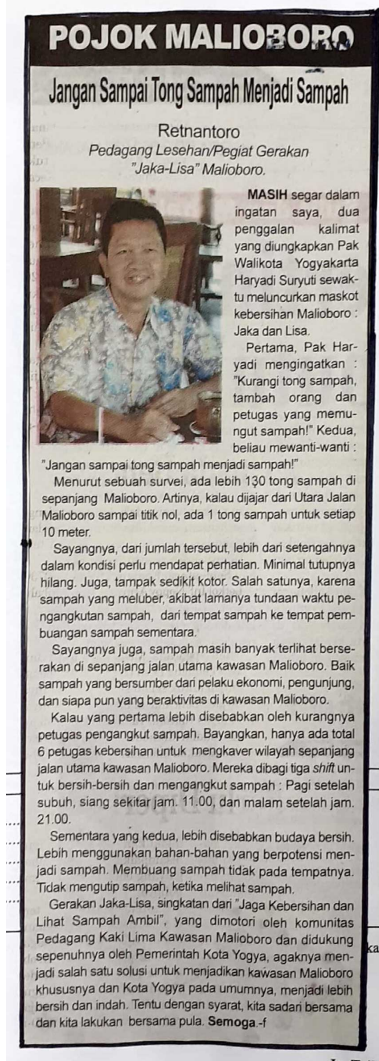 POJOK MALIOBORO
Jangan Sampai Tong Sampah Menjadi Sampah
Retnantoro
Pedagang Lesehan/Pegiat Gerakan
"Jaka-Lisa" Malioboro.
MASIH segar dalam
ingatan saya, dua
penggalan kalimat
yang diungkapkan Pak
Walikota Yogyakarta
Haryadi Suryuti sewak-
tu meluncurkan maskot
kebersihan Malioboro :
Jaka dan Lisa.
Pertama, Pak Har-
yadi mengingatkan :
"Kurangi tong sampah,
tambah orang dan
petugas yang memu-
ngut sampah!" Kedua,
beliau mewanti-wanti :
"Jangan sampai tong sampah menjadi sampah!"
Menurut sebuah survei, ada lebih 130 tong sampah di
sepanjang Malioboro. Artinya, kalau dijajar dari Utara Jalan
Malioboro sampai titik nol, ada 1 tong sampah untuk setiap
10 meter.
Sayangnya, dari jumlah tersebut, lebih dari setengahnya
dalam kondisi perlu mendapat perhatian. Minimal tutupnya
hilang. Juga, tampak sedikit kotor. Salah satunya, karena
sampah yang meluber, akibat lamanya tundaan waktu pe-
ngangkutan sampah, dari tempat sampah ke tempat pem-
buangan sampah sementara.
Sayangnya juga, sampah masih banyak terlihat berse-
rakan di sepanjang jalan utama kawasan Malioboro. Baik
sampah yang bersumber dari pelaku ekonomi, pengunjung,
dan siapa pun yang beraktivitas di kawasan Malioboro.
Kalau yang pertama lebih disebabkan oleh kurangnya
petugas pengangkut sampah. Bayangkan, hanya ada total
6 petugas kebersihan untuk mengkaver wilayah sepanjang
jalan utama kawasan Malioboro. Mereka dibagi tiga shift un-
tuk bersih-bersih dan mengangkut sampah : Pagi setelah
subuh, siang sekitar jam. 11.00, dan malam setelah jam.
21.00.
Sementara yang kedua, lebih disebabkan budaya bersih.
Lebih menggunakan bahan-bahan yang berpotensi men-
jadi sampah. Membuang sampah tidak pada tempatnya.
Tidak mengutip sampah, ketika melihat sampah.
Gerakan Jaka-Lisa, singkatan dari "Jaga Kebersihan dan
Lihat Sampah Ambil", yang dimotori oleh komunitas
Pedagang Kaki Lima Kawasan Malioboro dan didukung
sepenuhnya oleh Pemerintah Kota Yogya, agaknya men-
jadi salah satu solusi untuk menjadikan kawasan Malioboro
khususnya dan Kota Yogya pada umumnya, menjadi lebih
bersih dan indah. Tentu dengan syarat, kita sadari bersama
dan kita lakukan bersama pula. Semoga.-f